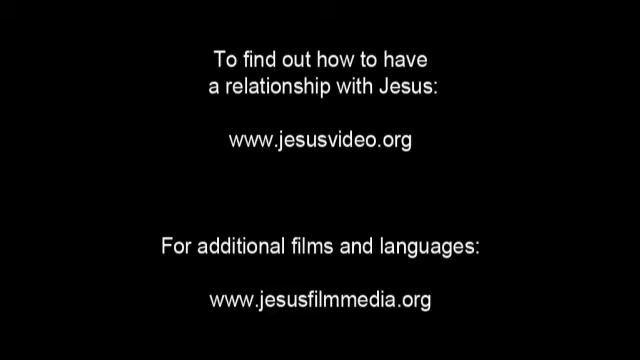 To find out how to have
a relationship with Jesus:
www.jesusvideo.org
For additional films and languages:
www.jesusfilmmedia.org